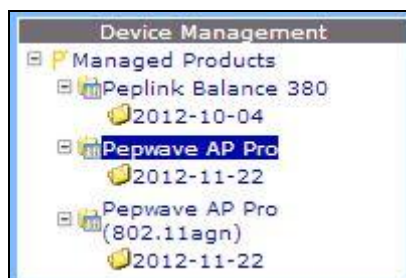 Device Management
Managed Products
Peplink Balance 380
2012-10-04
Pepwave AP Pro
2012-11-22
Pepwave AP Pro
(802.11agn)
2012-11-22